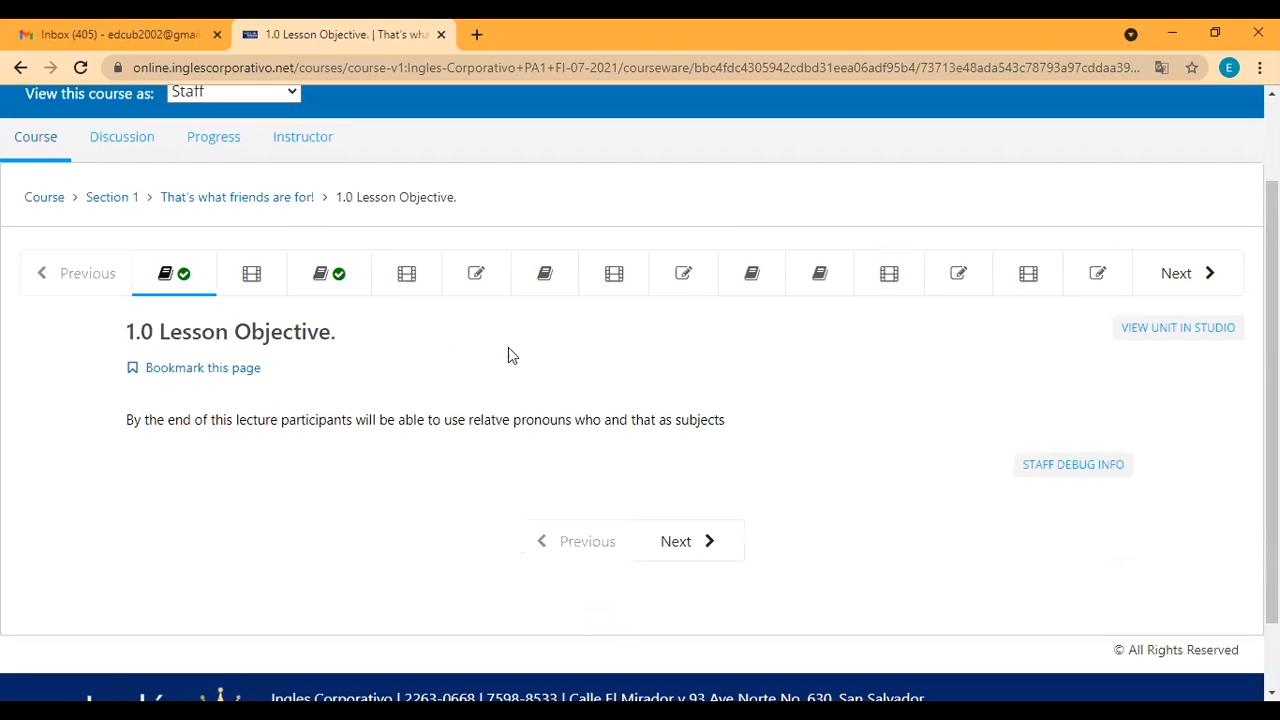 Inbox (405) - edcub2002@gmai
1.0 Lesson Objective. | That's wha
online.inglescorporativo.net/courses/course-v1:Ingles-Corporativo+PA1+FI-07-2021/courseware/bbc4fdc4305942cdbd31eea06adf95b4/73713e48ada543c78793a97cddaa39...
E
View this course as: Staff
Course Discussion Progress Instructor
Course > Section 1 > That's what friends are for! > 1.0 Lesson Objective.
Previous Next
1.0 Lesson Objective.
VIEW UNIT IN STUDIO
Bookmark this page
By the end of this lecture participants will be able to use relatve pronouns who and that as subjects
STAFF DEBUG INFO
Previous Next
© All Rights Reserved
Ingles Corporativo | 2263-0668 | 7598-8533 | Calle El Mirador y 93 Ave Norte No. 630, San Salvador